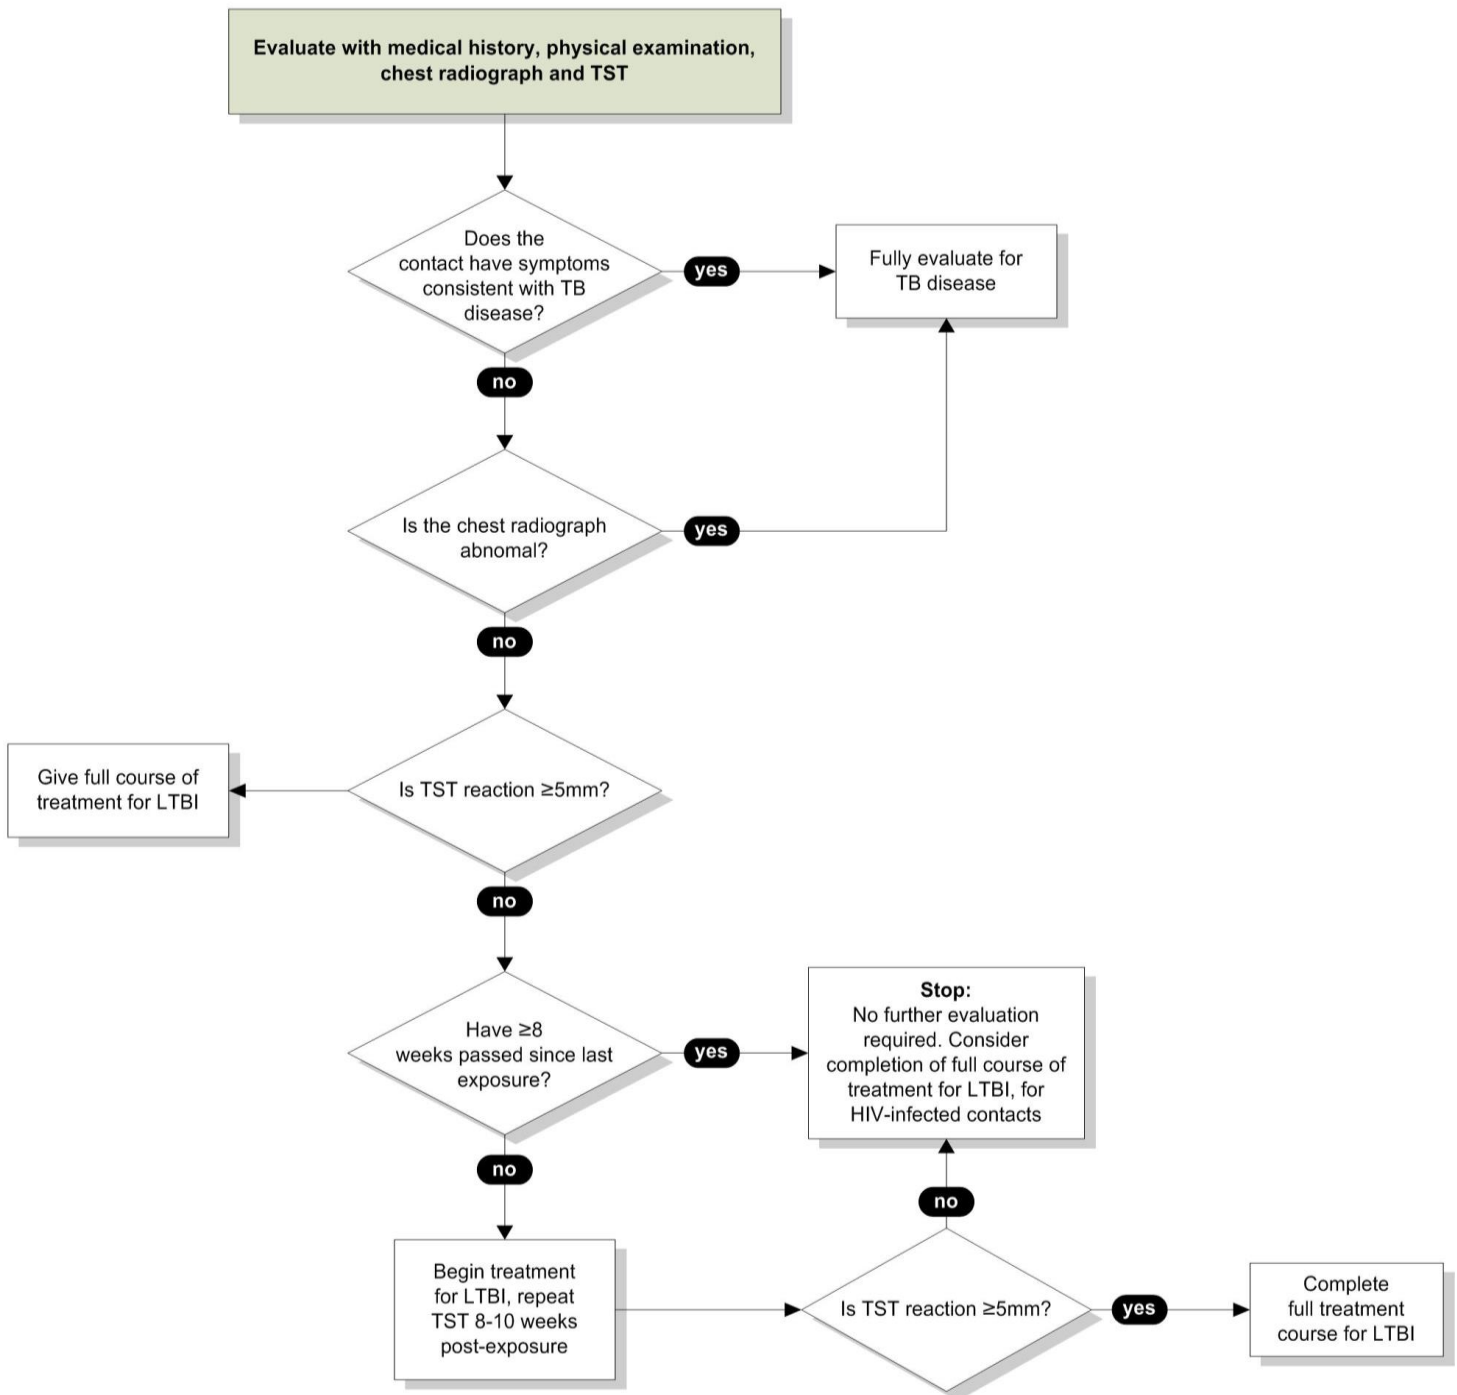 Evaluate with medical history, physical examination,
chest radiograph and TST
Does the
contact have symptoms
consistent with TB
disease?
yes
Fully evaluate for
TB disease
no
Is the chest radiograph
abnomal?
yes
no
Give full course of
treatment for LTBI
Is TST reaction ≥5mm?
no
Have ≥8
weeks passed since last
exposure?
yes
Stop:
No further evaluation
required. Consider
completion of full course of
treatment for LTBI, for
HIV-infected contacts
no
no
Begin treatment
for LTBI, repeat
TST 8-10 weeks
post-exposure
Is TST reaction ≥5mm?
yes
Complete
full treatment
course for LTBI